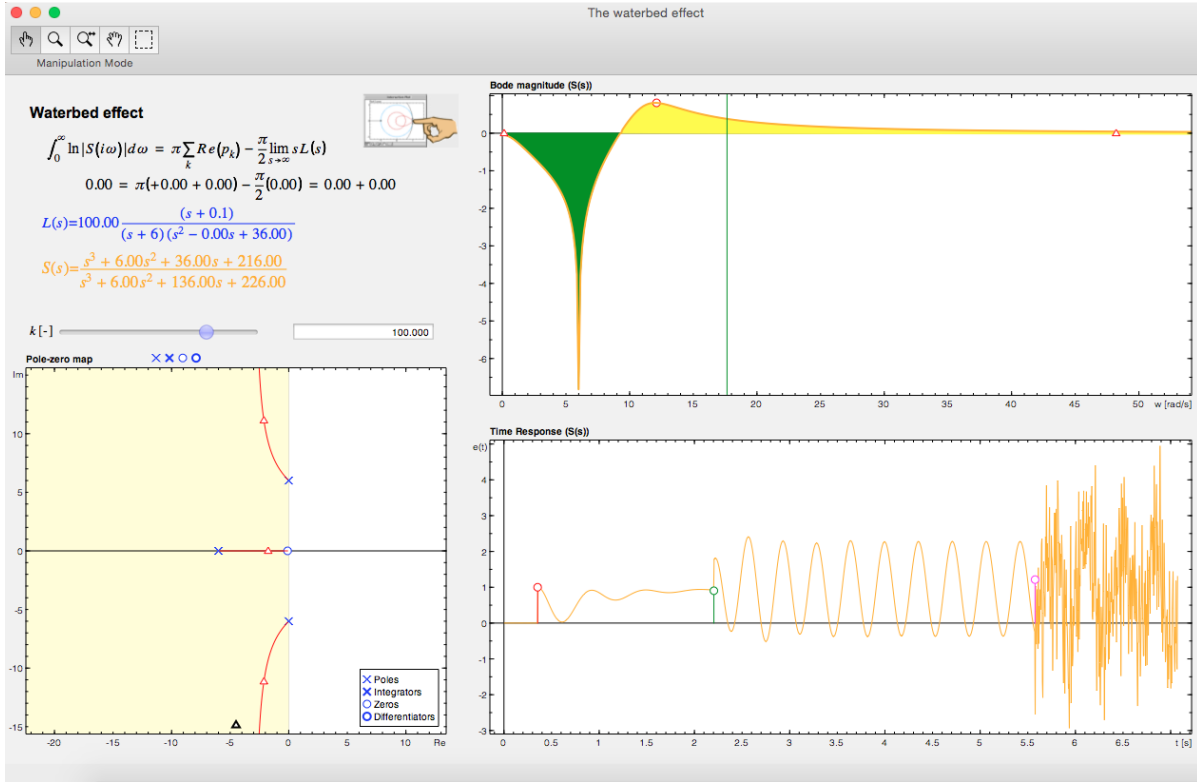 The waterbed effect
Manipulation Mode
Waterbed effect
∫₀^∞ ln|S(iω)|dω = π∑ₖ Re(pₖ) − π/2 lim_{s→∞} sL(s)
0.00 = π(+0.00 + 0.00) − π/2(0.00) = 0.00 + 0.00
L(s)=100.00 (s + 0.1) / (s + 6)(s² − 0.00s + 36.00)
S(s)= s³ + 6.00s² + 36.00s + 216.00 / s³ + 6.00s² + 136.00s + 226.00
k [-] 100.000
Pole-zero map
Im
10
5
0
-5
-10
-15
-20 -15 -10 -5 0 5 10 Re
Poles
Integrators
Zeros
Differentiators
Bode magnitude (S(s))
0
-1
-2
-3
-4
-5
-6
0 5 10 15 20 25 30 35 40 45 50 w [rad/s]
Time Response (S(s))
e(t)
4
3
2
1
0
-1
-2
-3
0 0.5 1 1.5 2 2.5 3 3.5 4 4.5 5 5.5 6 6.5 t [s]